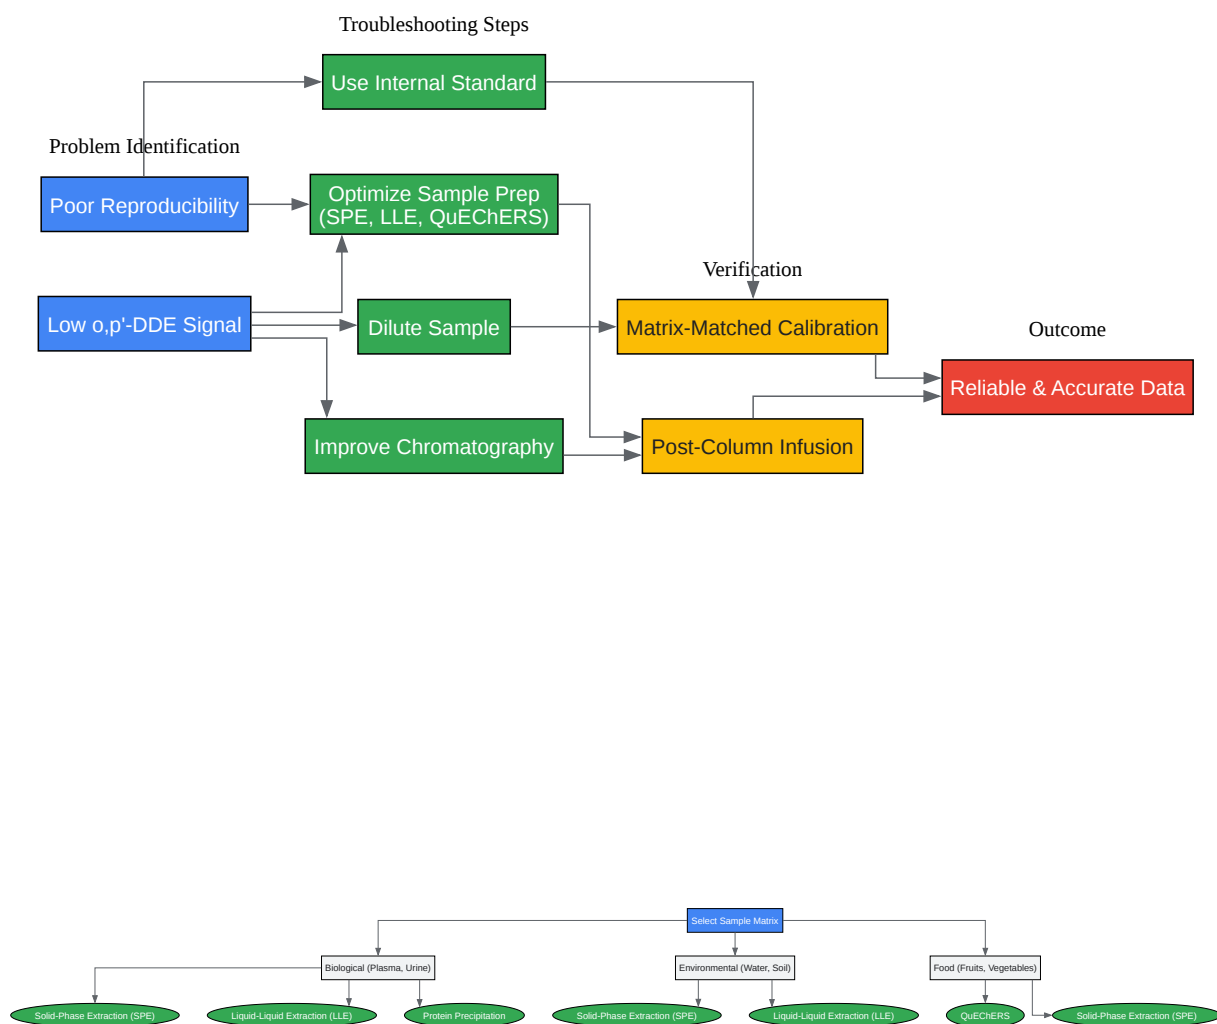 Troubleshooting Steps
Use Internal Standard
Problem Identification
Poor Reproducibility
Optimize Sample Prep
(SPE, LLE, QuEChERS)
Verification
Low o,p'-DDE Signal
Dilute Sample
Matrix-Matched Calibration
Outcome
Reliable & Accurate Data
Improve Chromatography
Post-Column Infusion
Select Sample Matrix
Biological (Plasma, Urine)
Environmental (Water, Soil)
Food (Fruits, Vegetables)
Solid-Phase Extraction (SPE)
Liquid-Liquid Extraction (LLE)
Protein Precipitation
Solid-Phase Extraction (SPE)
Liquid-Liquid Extraction (LLE)
QuEChERS
Solid-Phase Extraction (SPE)